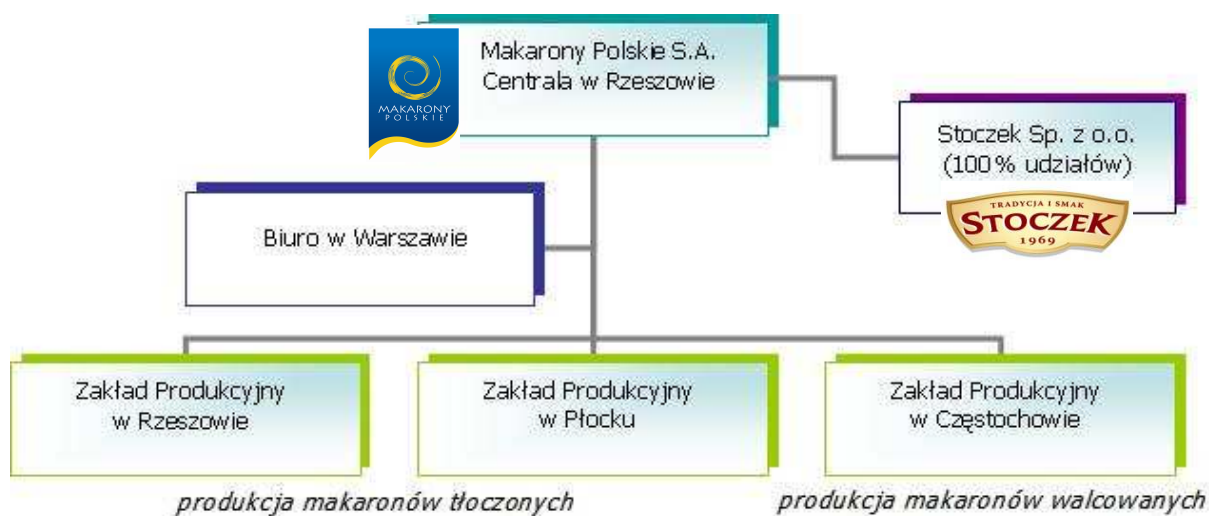 Makarony Polskie S.A.
Centrala w Rzeszowie
MAKARONY
POLSKIE
Stoczek Sp. z o.o.
(100% udziałów)
TRADYCJA I SMAK
STOCZEK
1969
Biuro w Warszawie
Zakład Produkcyjny
w Rzeszowie
Zakład Produkcyjny
w Płocku
Zakład Produkcyjny
w Częstochowie
produkcja makaronów tłoczonych
produkcja makaronów walcowanych